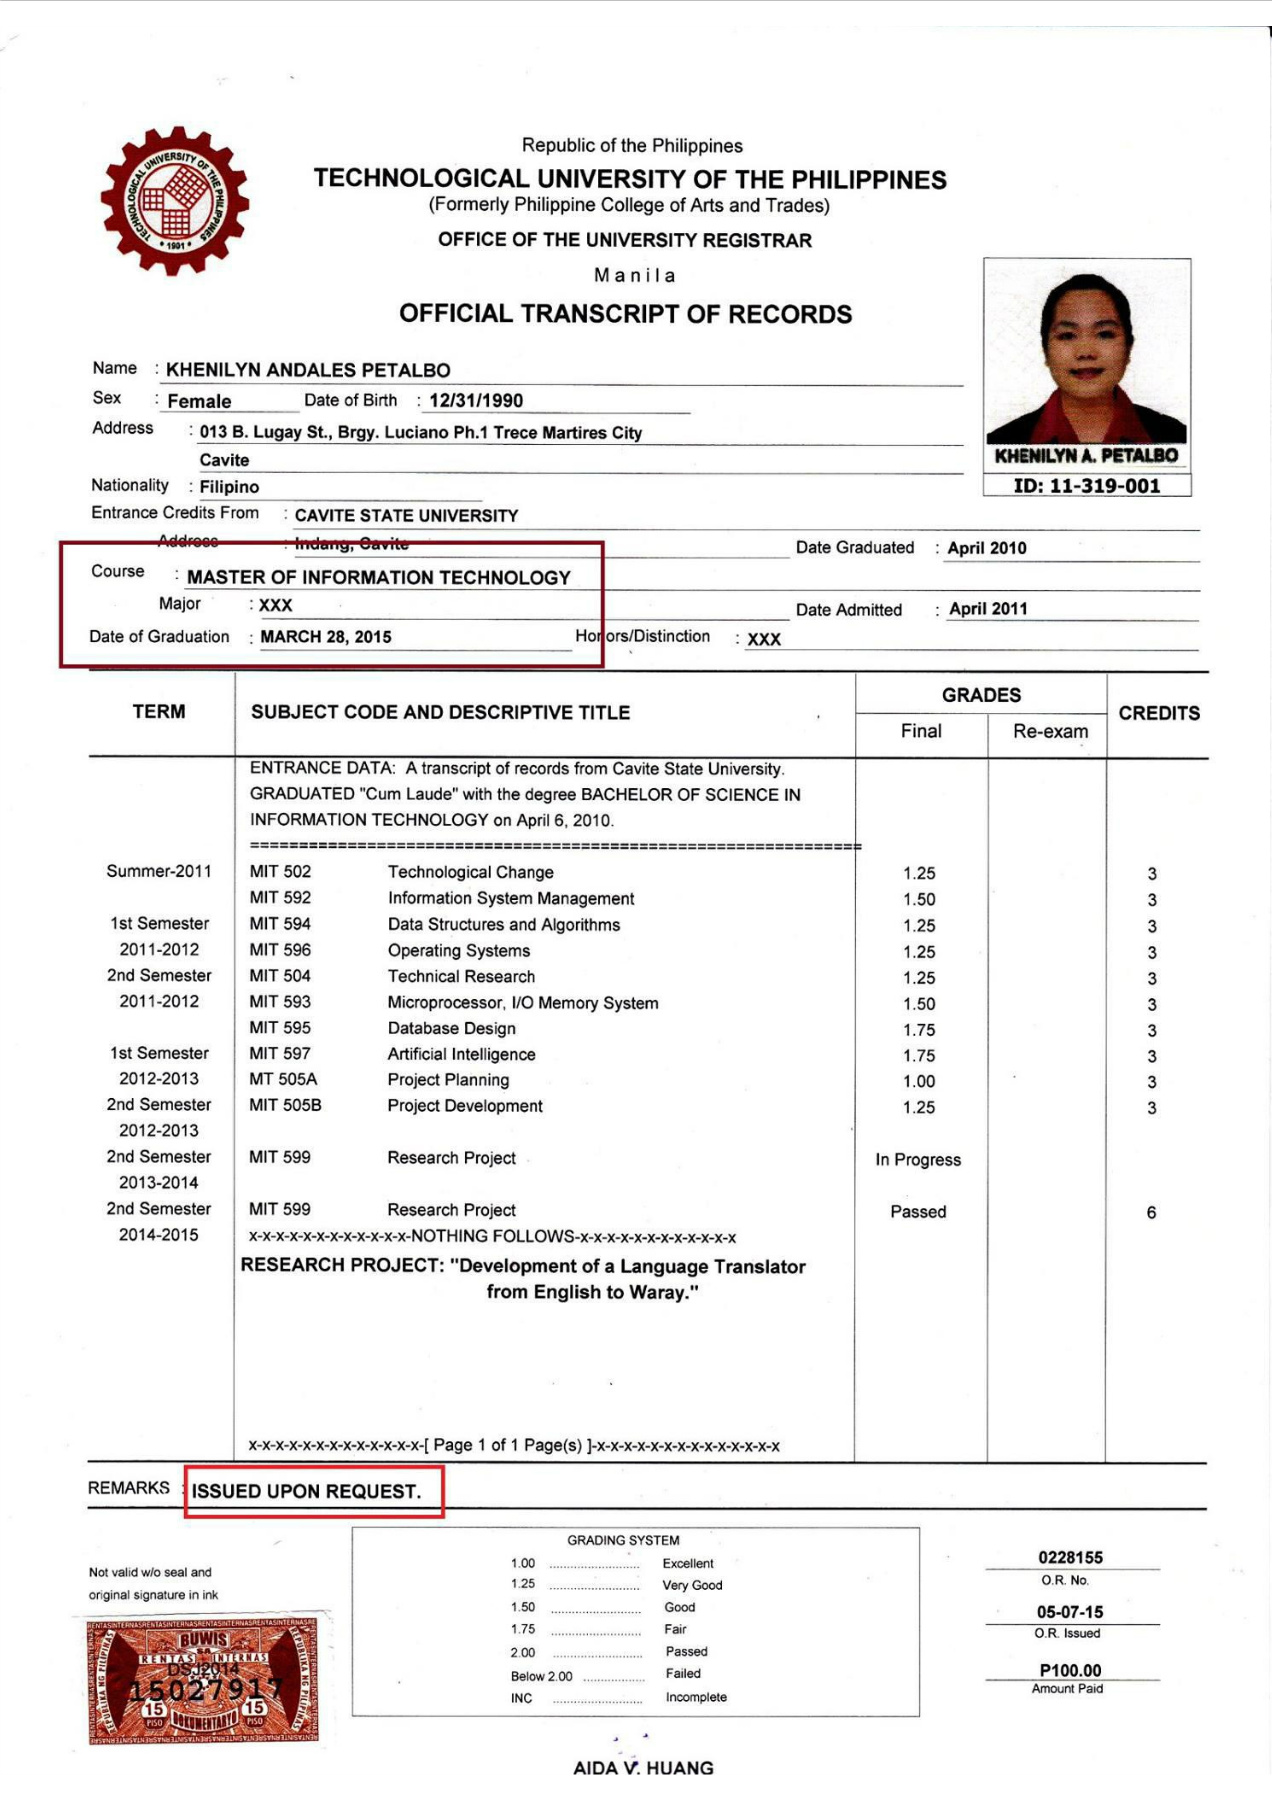 Republic of the Philippines
TECHNOLOGICAL UNIVERSITY OF THE PHILIPPINES
(Formerly Philippine College of Arts and Trades)
OFFICE OF THE UNIVERSITY REGISTRAR
Manila
OFFICIAL TRANSCRIPT OF RECORDS
TECHNOLOGICAL UNIVERSITY OF THE PHILIPPINES
• 1901 •
KHENILYN A. PETALBO
ID: 11-319-001
Name : KHENILYN ANDALES PETALBO
Sex : Female Date of Birth : 12/31/1990
Address : 013 B. Lugay St., Brgy. Luciano Ph.1 Trece Martires City
Cavite
Nationality : Filipino
Entrance Credits From : CAVITE STATE UNIVERSITY
Address : Indang, Cavite Date Graduated : April 2010
Course : MASTER OF INFORMATION TECHNOLOGY
Major : XXX Date Admitted : April 2011
Date of Graduation : MARCH 28, 2015 Honors/Distinction : XXX
TERM SUBJECT CODE AND DESCRIPTIVE TITLE GRADES CREDITS
Final Re-exam
ENTRANCE DATA: A transcript of records from Cavite State University.
GRADUATED "Cum Laude" with the degree BACHELOR OF SCIENCE IN
INFORMATION TECHNOLOGY on April 6, 2010.
Summer-2011 MIT 502 Technological Change 1.25 3
MIT 592 Information System Management 1.50 3
1st Semester MIT 594 Data Structures and Algorithms 1.25 3
2011-2012 MIT 596 Operating Systems 1.25 3
2nd Semester MIT 504 Technical Research 1.25 3
2011-2012 MIT 593 Microprocessor, I/O Memory System 1.50 3
MIT 595 Database Design 1.75 3
1st Semester MIT 597 Artificial Intelligence 1.75 3
2012-2013 MT 505A Project Planning 1.00 3
2nd Semester MIT 505B Project Development 1.25 3
2012-2013
2nd Semester MIT 599 Research Project In Progress
2013-2014
2nd Semester MIT 599 Research Project Passed 6
2014-2015 x-x-x-x-x-x-x-x-x-x-x-x-NOTHING FOLLOWS-x-x-x-x-x-x-x-x-x-x-x-x
RESEARCH PROJECT: "Development of a Language Translator
from English to Waray."
x-x-x-x-x-x-x-x-x-x-x-x-x-[ Page 1 of 1 Page(s) ]-x-x-x-x-x-x-x-x-x-x-x-x-x-x
REMARKS : ISSUED UPON REQUEST.
Not valid w/o seal and
original signature in ink
GRADING SYSTEM
1.00 ........................ Excellent
1.25 ........................ Very Good
1.50 ........................ Good
1.75 ........................ Fair
2.00 ........................ Passed
Below 2.00 ................ Failed
INC ........................ Incomplete
0228155
O.R. No.
05-07-15
O.R. Issued
P100.00
Amount Paid
BUWIS
SA
RENTAS INTERNAS
DSJ2014
15027917
15 PISO DOKUMENTARYO 15 PISO
REPUBLIKA NG PILIPINAS
AIDA V. HUANG